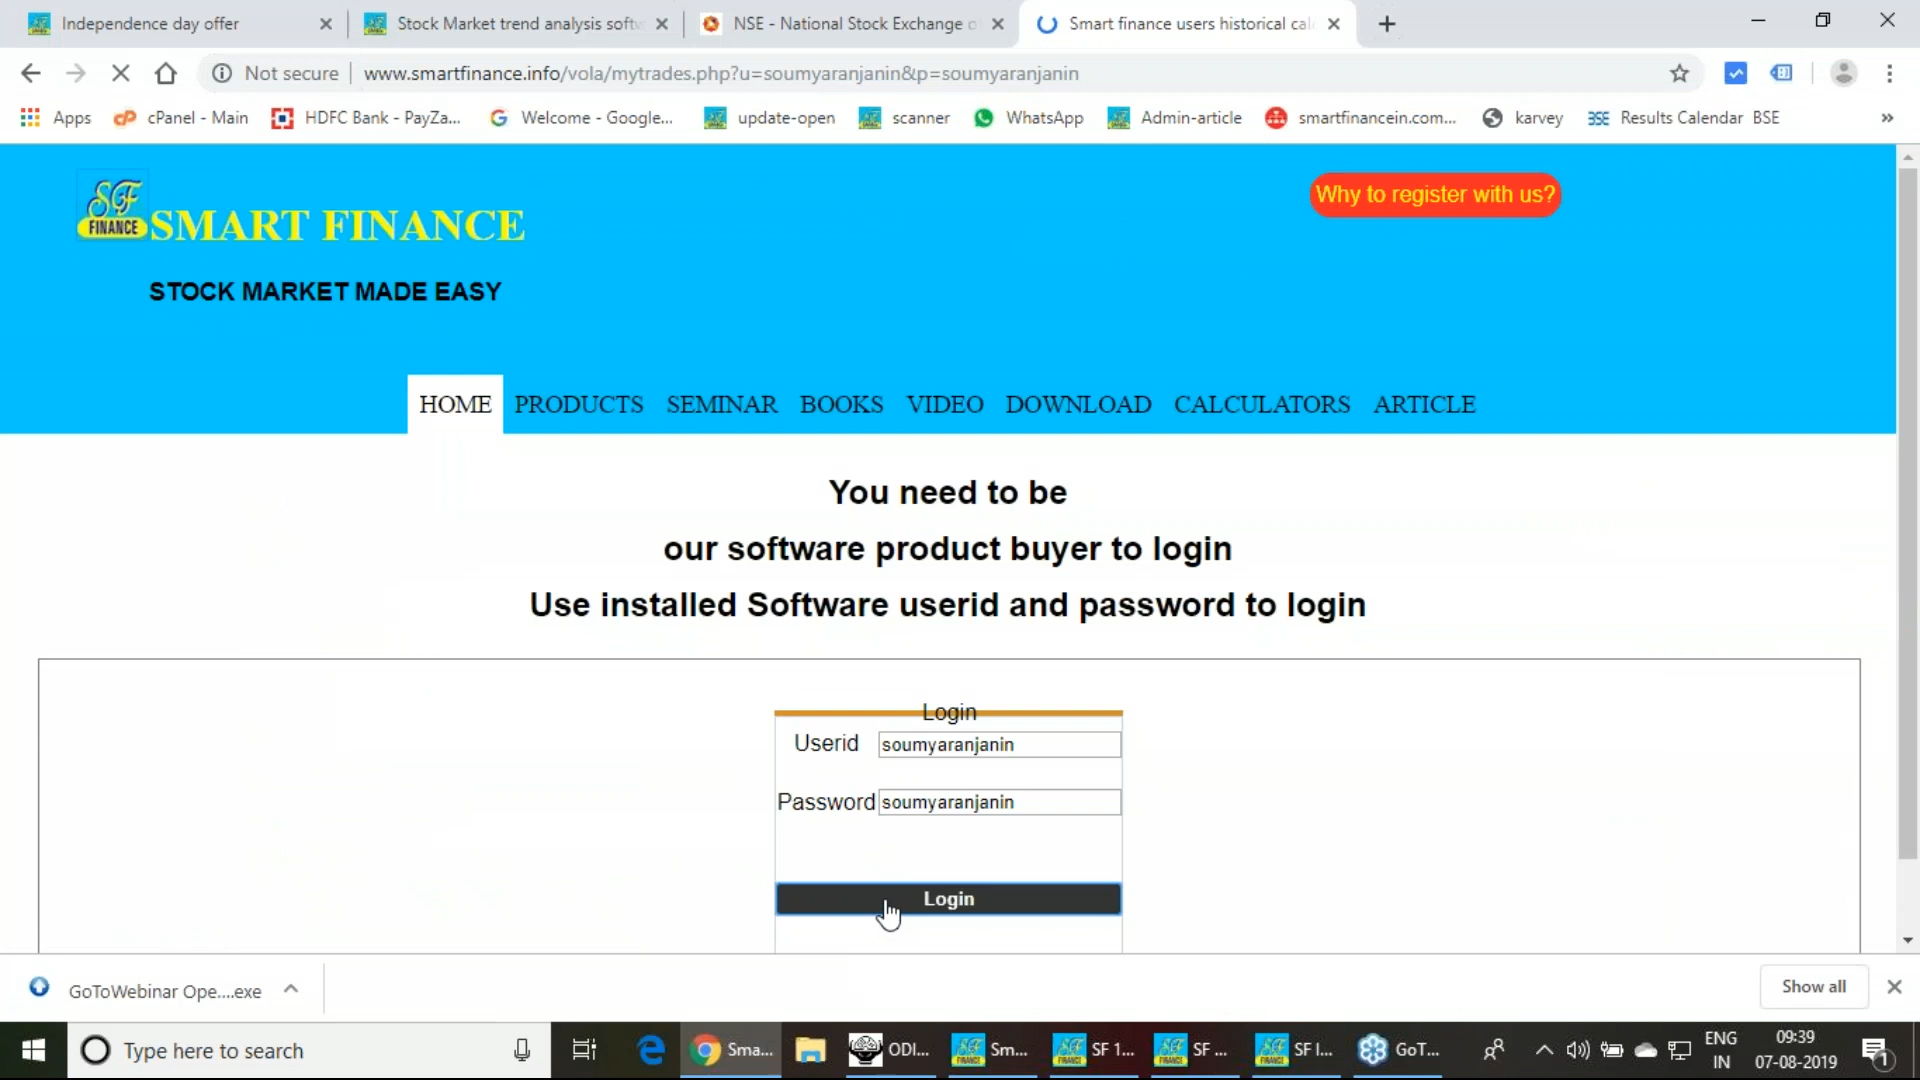 Independence day offer
Stock Market trend analysis softw
NSE - National Stock Exchange o
Smart finance users historical cal
Not secure
www.smartfinance.info/vola/mytrades.php?u=soumyaranjanin&p=soumyaranjanin
Apps
cPanel - Main
HDFC Bank - PayZa...
Welcome - Google...
update-open
scanner
WhatsApp
Admin-article
smartfinancein.com...
karvey
BSE
Results Calendar BSE
SF
FINANCE
SMART FINANCE
Why to register with us?
STOCK MARKET MADE EASY
HOME
PRODUCTS
SEMINAR
BOOKS
VIDEO
DOWNLOAD
CALCULATORS
ARTICLE
You need to be
our software product buyer to login
Use installed Software userid and password to login
Login
Userid
soumyaranjanin
Password
soumyaranjanin
Login
GoToWebinar Ope....exe
Show all
Type here to search
Sma...
ODI...
Sm...
SF 1...
SF ...
SF I...
GoT...
ENG
IN
09:39
07-08-2019
1